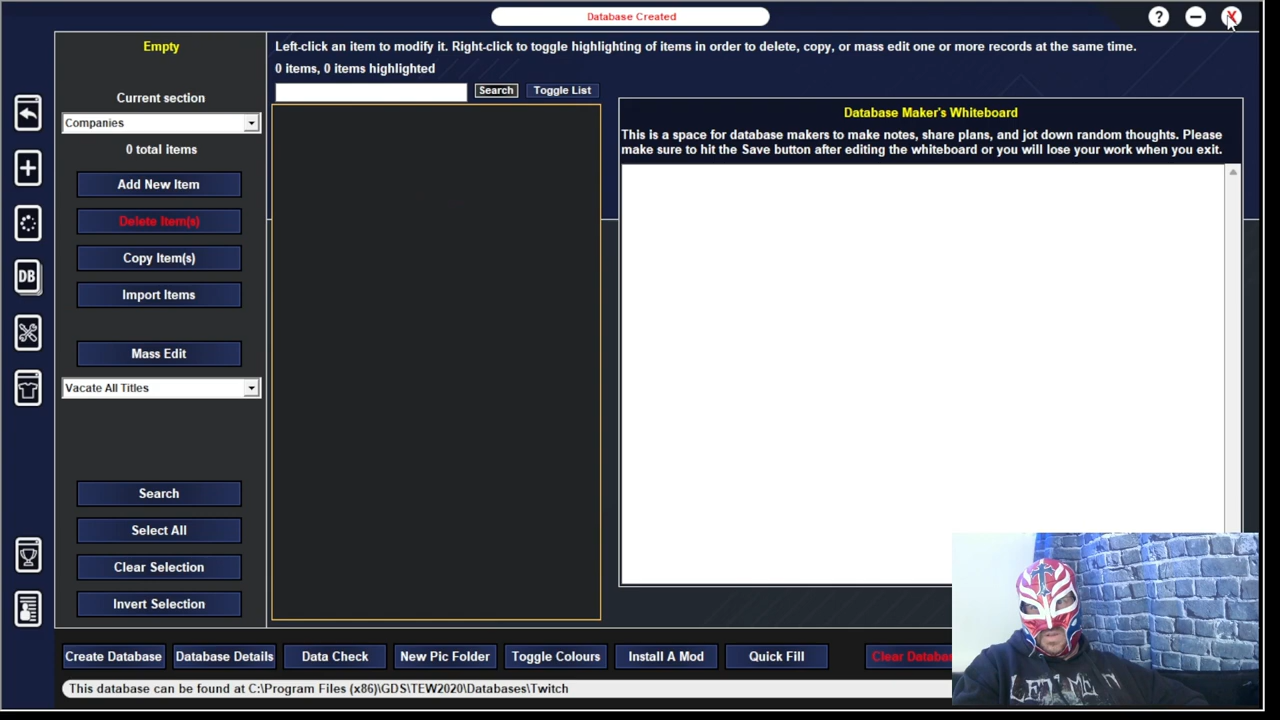 Database Created
?
X
Empty
Left-click an item to modify it. Right-click to toggle highlighting of items in order to delete, copy, or mass edit one or more records at the same time.
0 items, 0 items highlighted
Current section
Search
Toggle List
Companies
0 total items
Database Maker's Whiteboard
This is a space for database makers to make notes, share plans, and jot down random thoughts. Please
make sure to hit the Save button after editing the whiteboard or you will lose your work when you exit.
Add New Item
Delete Item(s)
Copy Item(s)
DB
Import Items
Mass Edit
Vacate All Titles
Search
Select All
Clear Selection
Invert Selection
Create Database
Database Details
Data Check
New Pic Folder
Toggle Colours
Install A Mod
Quick Fill
Clear
This database can be found at C:\Program Files (x86)\GDS\TEW2020\Databases\Twitch